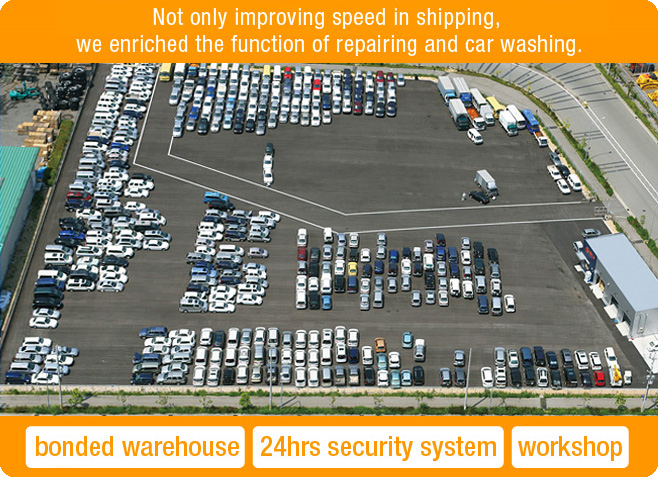 Not only improving speed in shipping,
we enriched the function of repairing and car washing.
bonded warehouse
24hrs security system
workshop